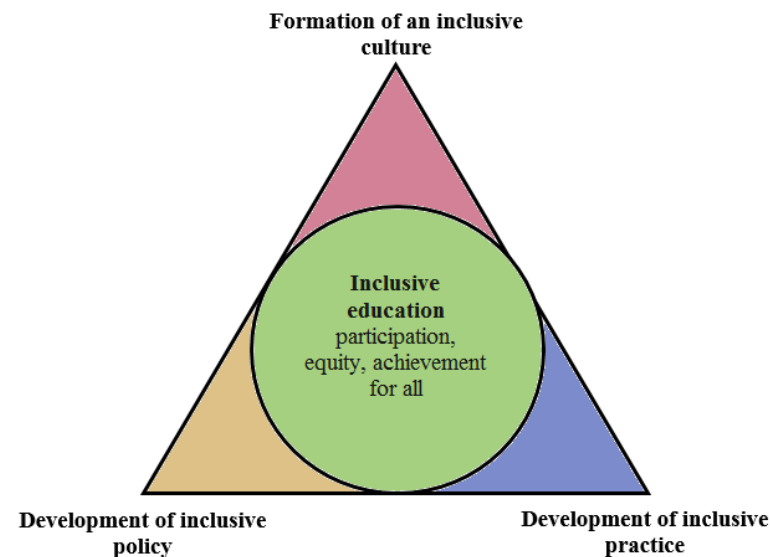 Formation of an inclusive
culture
Inclusive
education
participation,
equity, achievement
for all
Development of inclusive
policy
Development of inclusive
practice